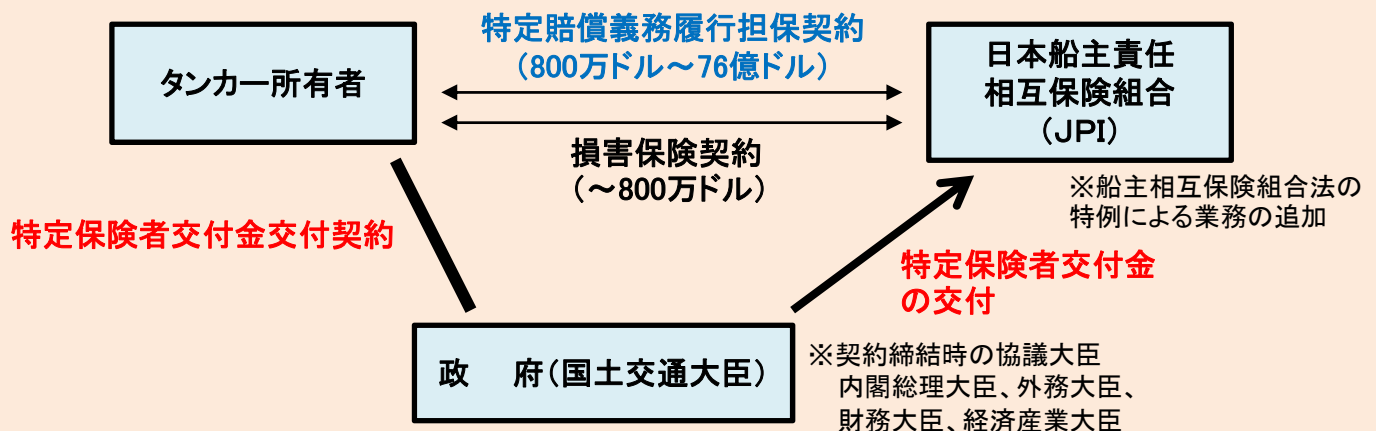 特定賠償義務履行担保契約
(800万ドル～76億ドル)
タンカー所有者
日本船主責任
相互保険組合
(JPI)
損害保険契約
(～800万ドル)
※船主相互保険組合法の
特例による業務の追加
特定保険者交付金交付契約
特定保険者交付金
の交付
政　府(国土交通大臣)
※契約締結時の協議大臣
内閣総理大臣、外務大臣、
財務大臣、経済産業大臣